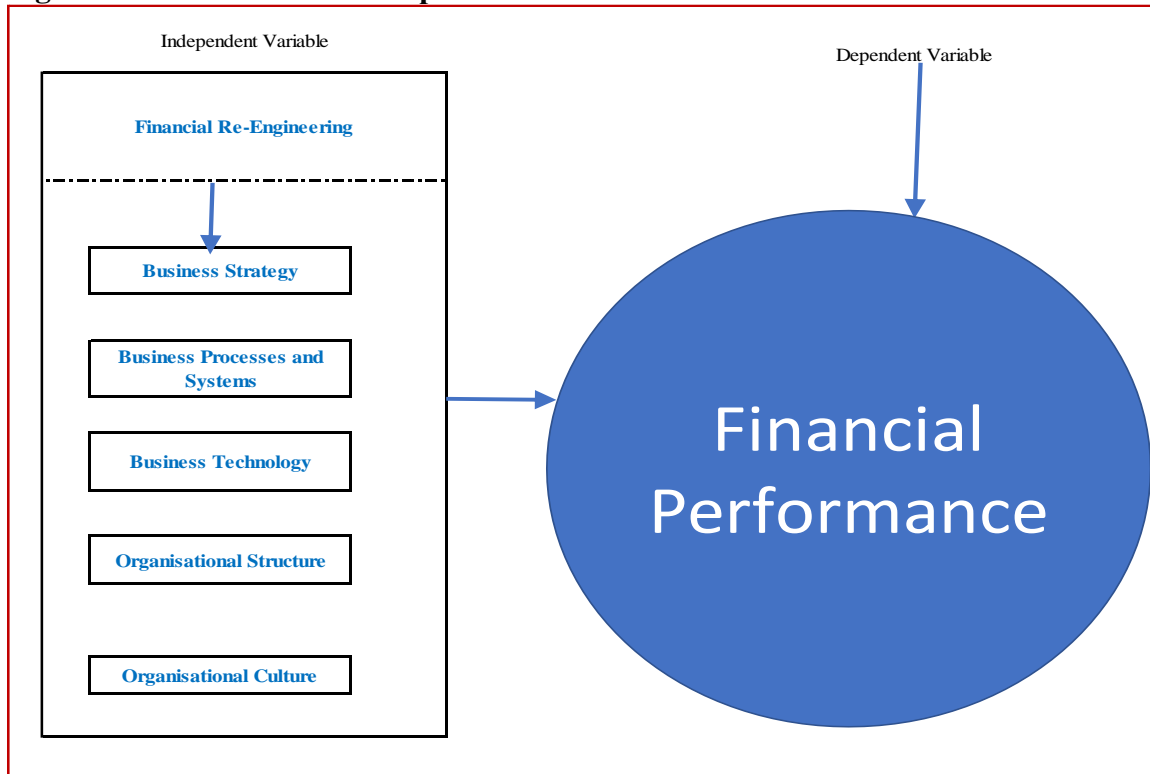 Independent Variable
Dependent Variable
Financial Re-Engineering
Business Strategy
Business Processes and
Systems
Business Technology
Organisational Structure
Organisational Culture
Financial
Performance